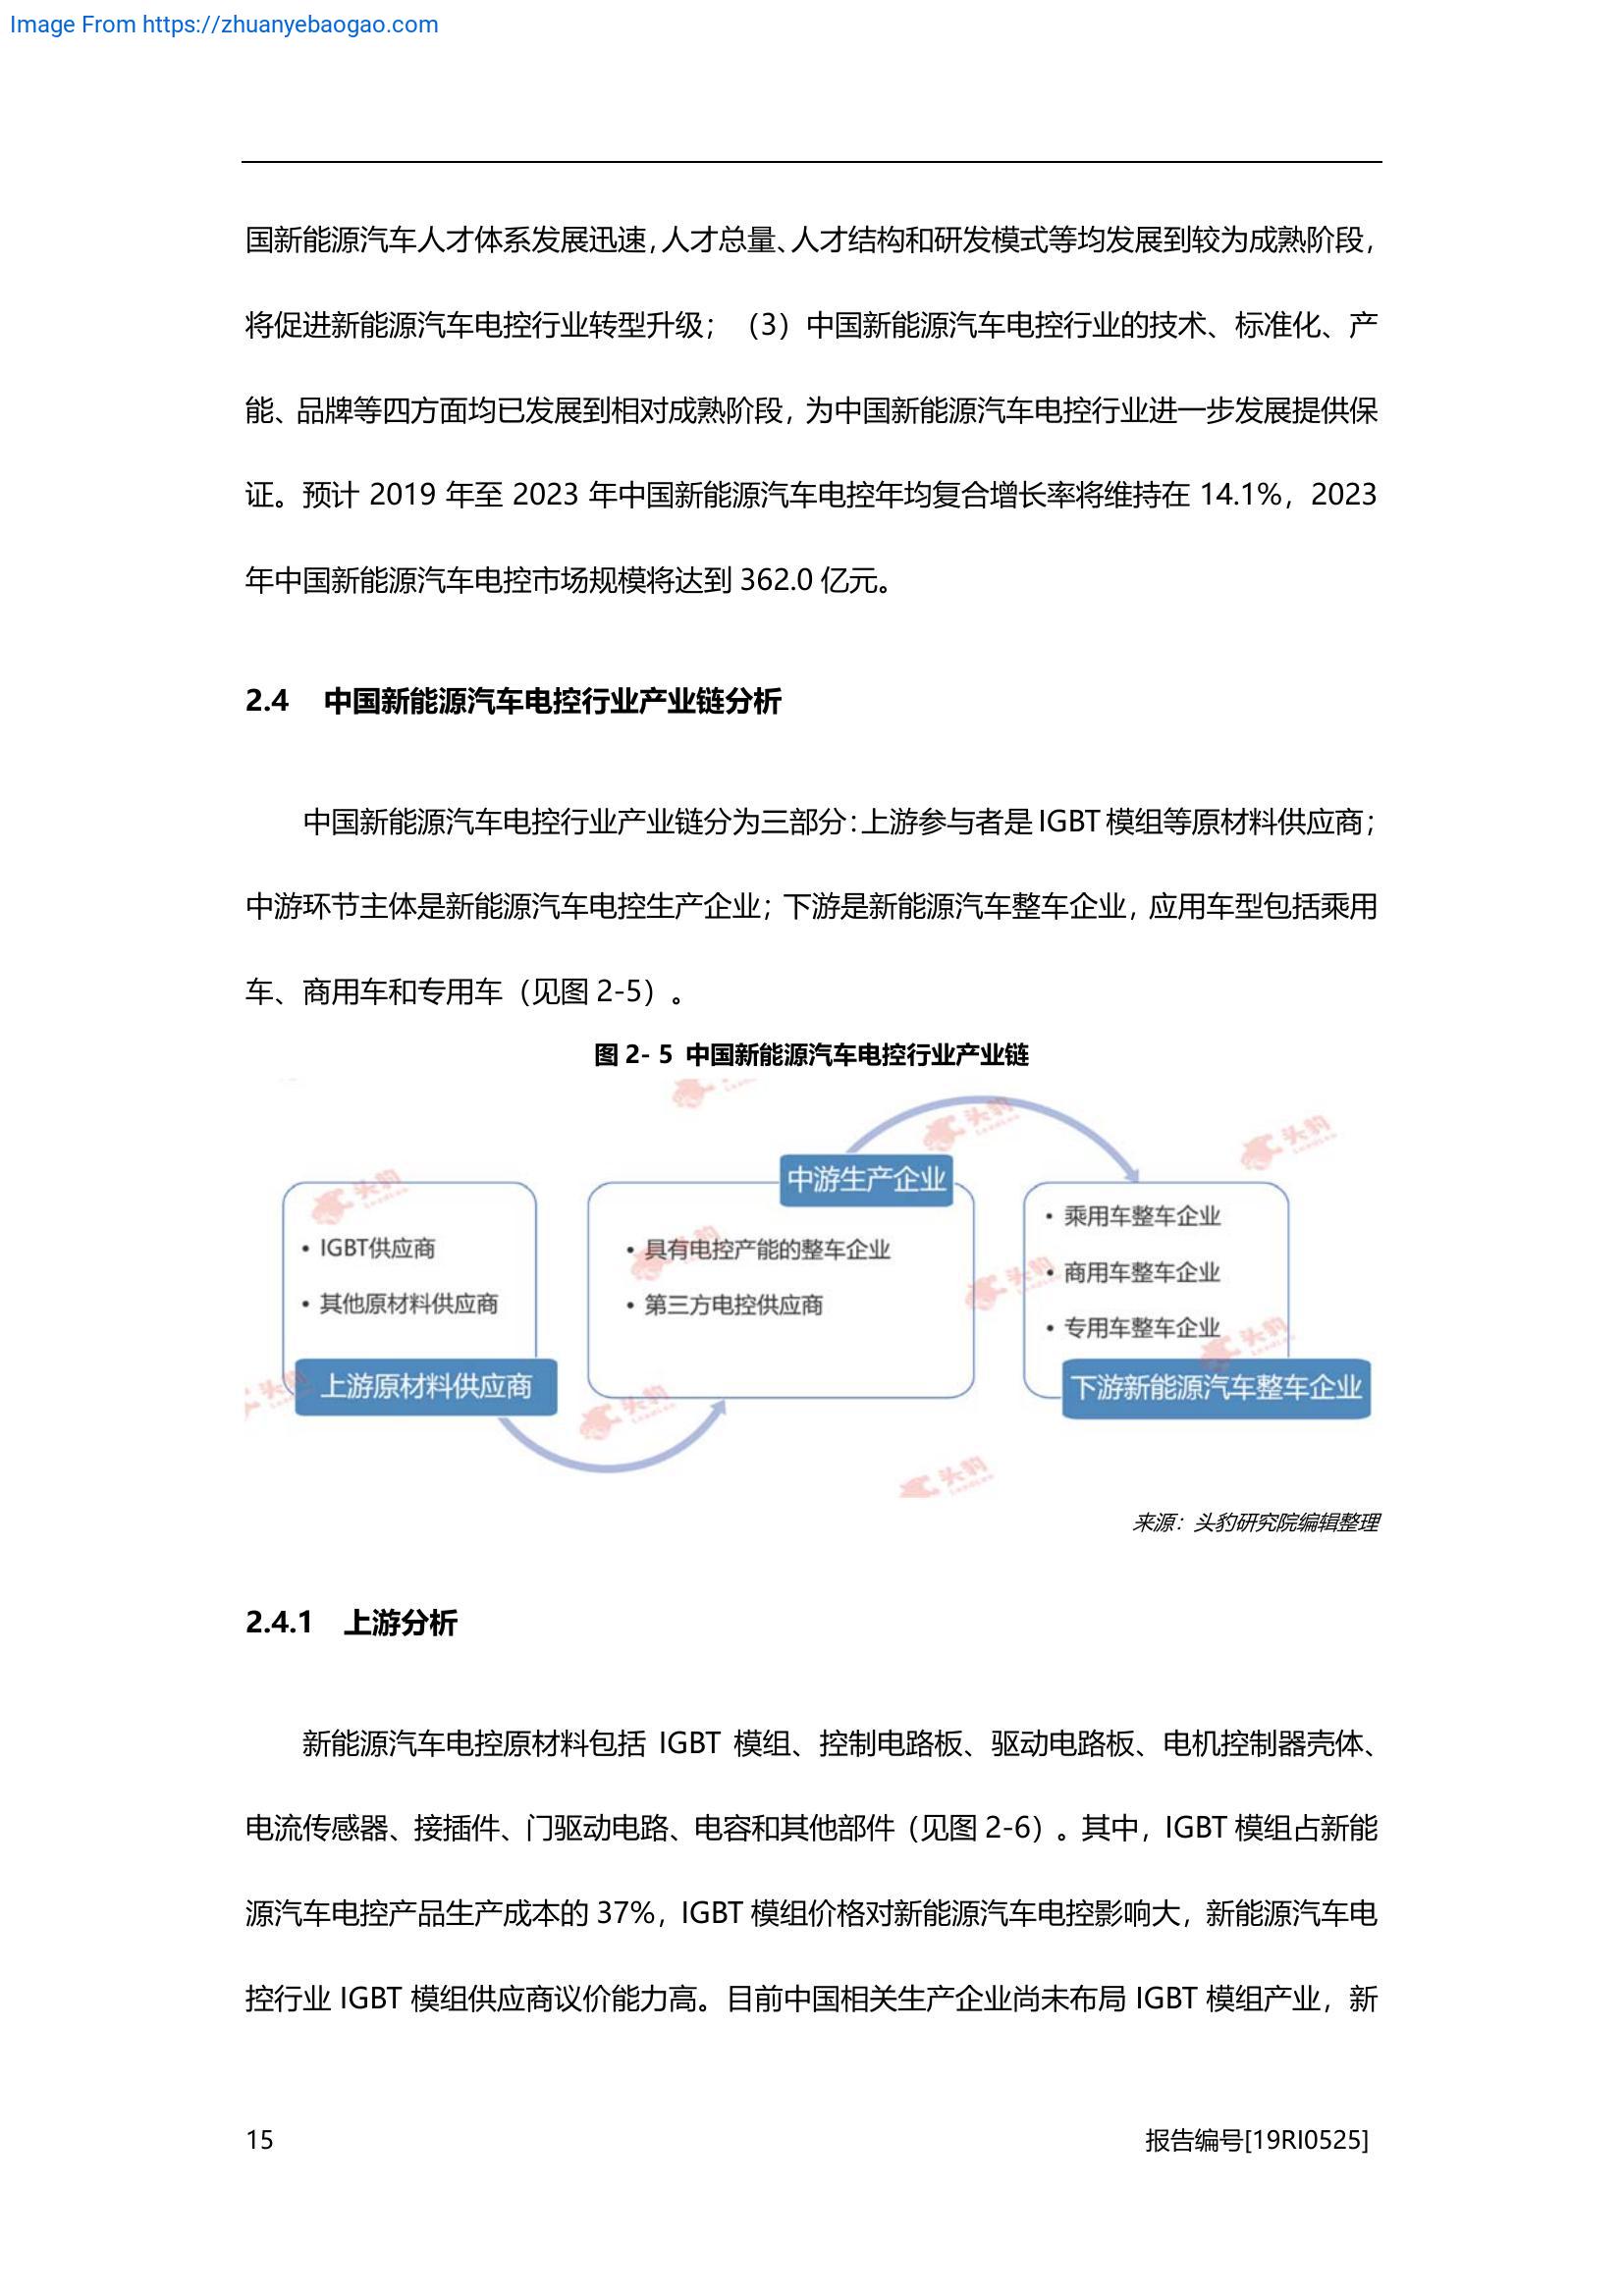 Image From https://zhuanyebaogao.com
国新能源汽车人才体系发展迅速，人才总量、人才结构和研发模式等均发展到较为成熟阶段，
将促进新能源汽车电控行业转型升级；（3）中国新能源汽车电控行业的技术、标准化、产
能、品牌等四方面均已发展到相对成熟阶段，为中国新能源汽车电控行业进一步发展提供保
证。预计 2019 年至 2023 年中国新能源汽车电控年均复合增长率将维持在 14.1%，2023
年中国新能源汽车电控市场规模将达到 362.0 亿元。
2.4 中国新能源汽车电控行业产业链分析
中国新能源汽车电控行业产业链分为三部分：上游参与者是 IGBT 模组等原材料供应商；
中游环节主体是新能源汽车电控生产企业；下游是新能源汽车整车企业，应用车型包括乘用
车、商用车和专用车（见图 2-5）。
图 2- 5 中国新能源汽车电控行业产业链
• IGBT供应商
• 其他原材料供应商
上游原材料供应商
中游生产企业
• 具有电控产能的整车企业
• 第三方电控供应商
• 乘用车整车企业
• 商用车整车企业
• 专用车整车企业
下游新能源汽车整车企业
头豹
头豹
头豹
头豹
头豹
头豹
头豹
头豹
头豹
来源：头豹研究院编辑整理
2.4.1 上游分析
新能源汽车电控原材料包括 IGBT 模组、控制电路板、驱动电路板、电机控制器壳体、
电流传感器、接插件、门驱动电路、电容和其他部件（见图 2-6）。其中，IGBT 模组占新能
源汽车电控产品生产成本的 37%，IGBT 模组价格对新能源汽车电控影响大，新能源汽车电
控行业 IGBT 模组供应商议价能力高。目前中国相关生产企业尚未布局 IGBT 模组产业，新
15
报告编号[19RI0525]